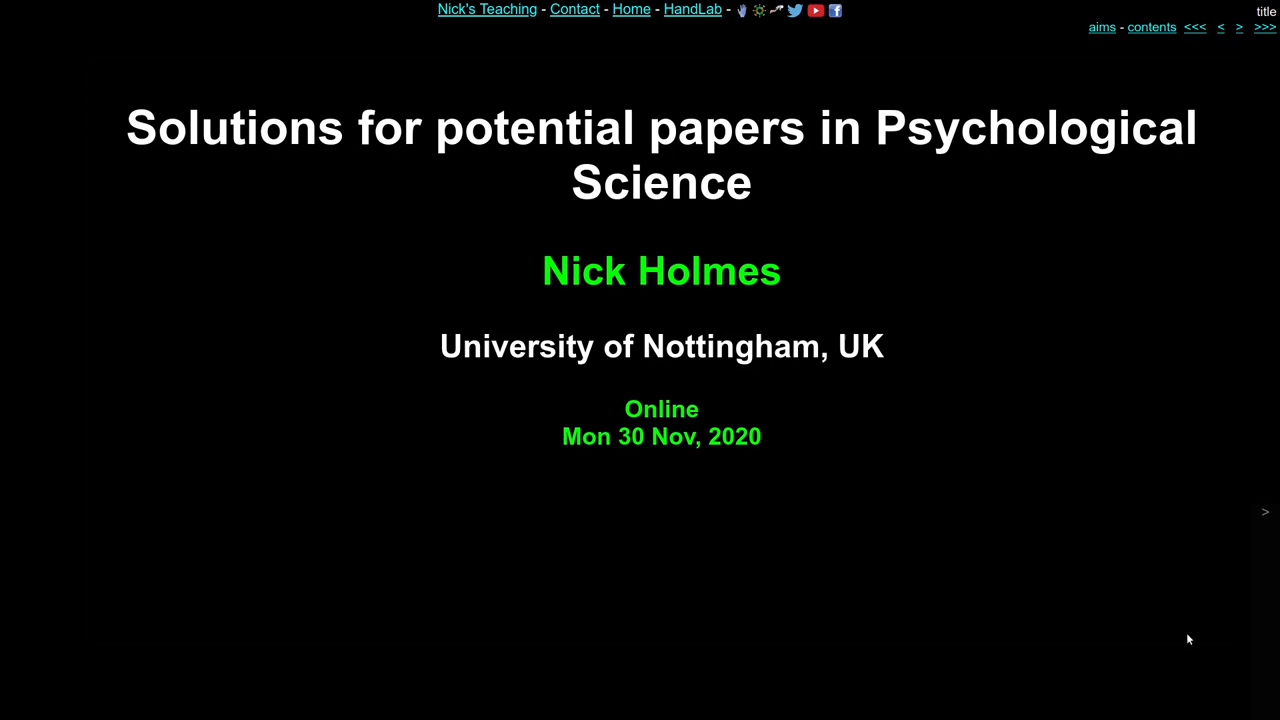 Nick's Teaching - Contact - Home - HandLab -
title
aims - contents <<< < > >>>
Solutions for potential papers in Psychological
Science
Nick Holmes
University of Nottingham, UK
Online
Mon 30 Nov, 2020
>